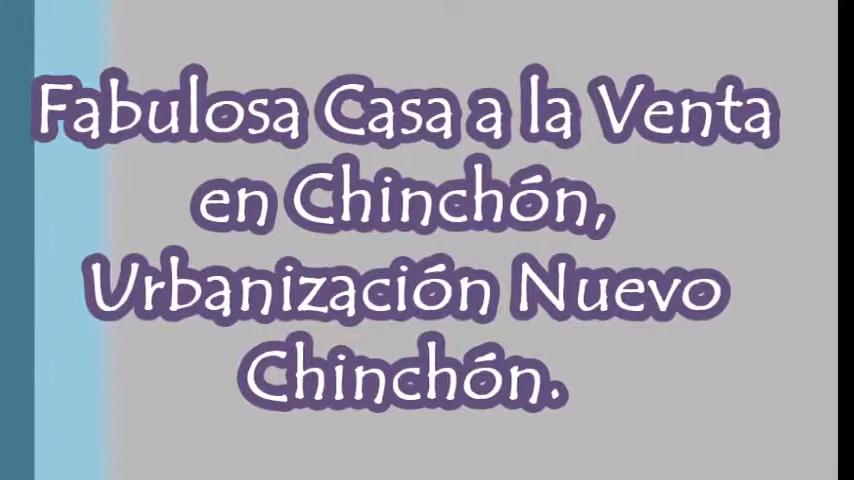 Fabulosa Casa a la Venta
en Chinchón,
Urbanización Nuevo
Chinchón.